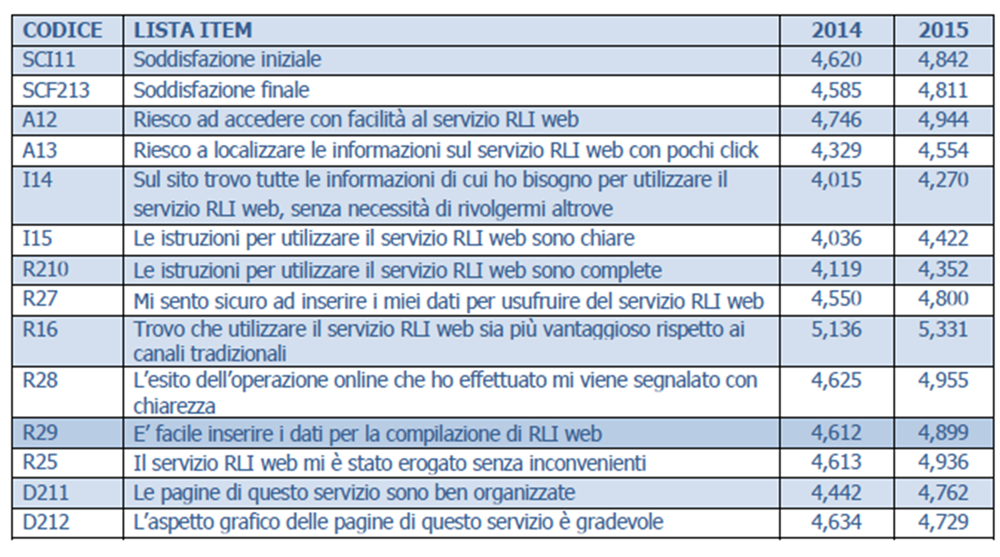 CODICE LISTA ITEM 2014 2015
SCI11 Soddisfazione iniziale 4,620 4,842
SCF213 Soddisfazione finale 4,585 4,811
A12 Riesco ad accedere con facilità al servizio RLI web 4,746 4,944
A13 Riesco a localizzare le informazioni sul servizio RLI web con pochi click 4,329 4,554
I14 Sul sito trovo tutte le informazioni di cui ho bisogno per utilizzare il 4,015 4,270
servizio RLI web, senza necessità di rivolgermi altrove
I15 Le istruzioni per utilizzare il servizio RLI web sono chiare 4,036 4,422
R210 Le istruzioni per utilizzare il servizio RLI web sono complete 4,119 4,352
R27 Mi sento sicuro ad inserire i miei dati per usufruire del servizio RLI web 4,550 4,800
R16 Trovo che utilizzare il servizio RLI web sia più vantaggioso rispetto ai 5,136 5,331
canali tradizionali
R28 L’esito dell’operazione online che ho effettuato mi viene segnalato con 4,625 4,955
chiarezza
R29 E’ facile inserire i dati per la compilazione di RLI web 4,612 4,899
R25 Il servizio RLI web mi è stato erogato senza inconvenienti 4,613 4,936
D211 Le pagine di questo servizio sono ben organizzate 4,442 4,762
D212 L’aspetto grafico delle pagine di questo servizio è gradevole 4,634 4,729